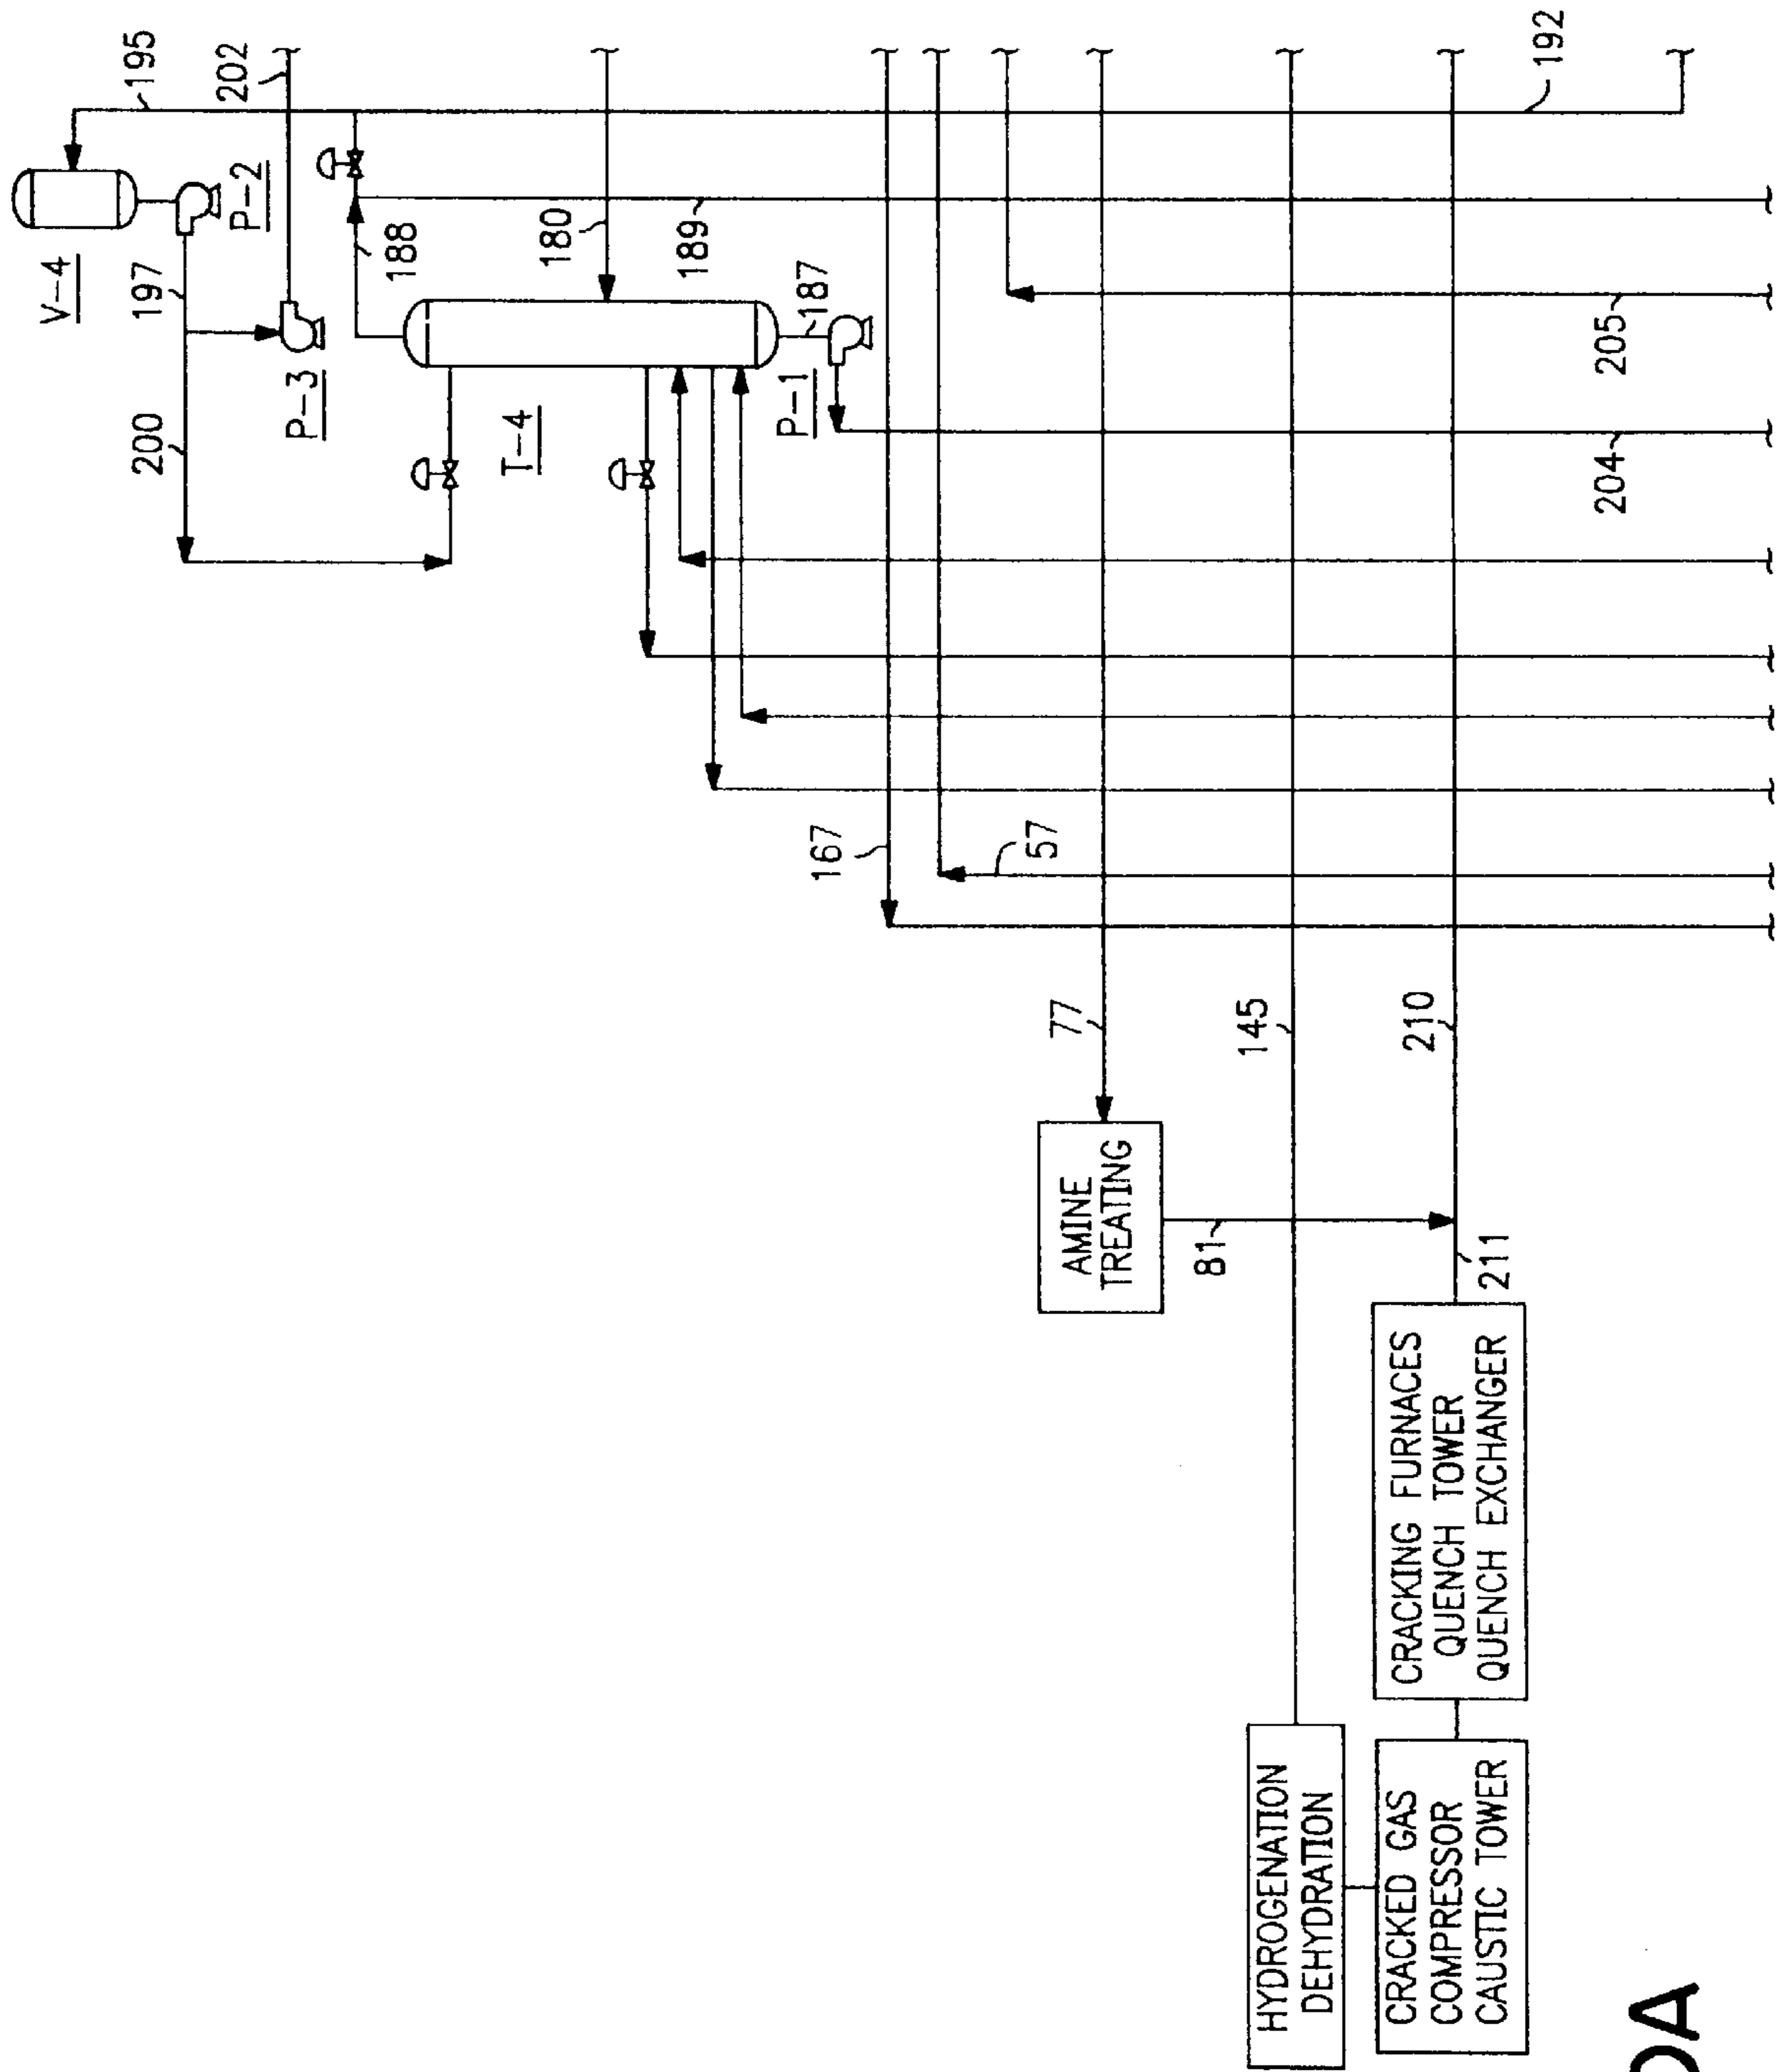 195
202
V-4
P-2
197
188
180
189
187
P-3
200
T-4
P-1
192
205
204
167
57
77
145
210
AMINE
TREATING
81
211
CRACKING FURNACES
QUENCH TOWER
QUENCH EXCHANGER
HYDROGENATION
DEHYDRATION
CRACKED GAS
COMPRESSOR
CAUSTIC TOWER